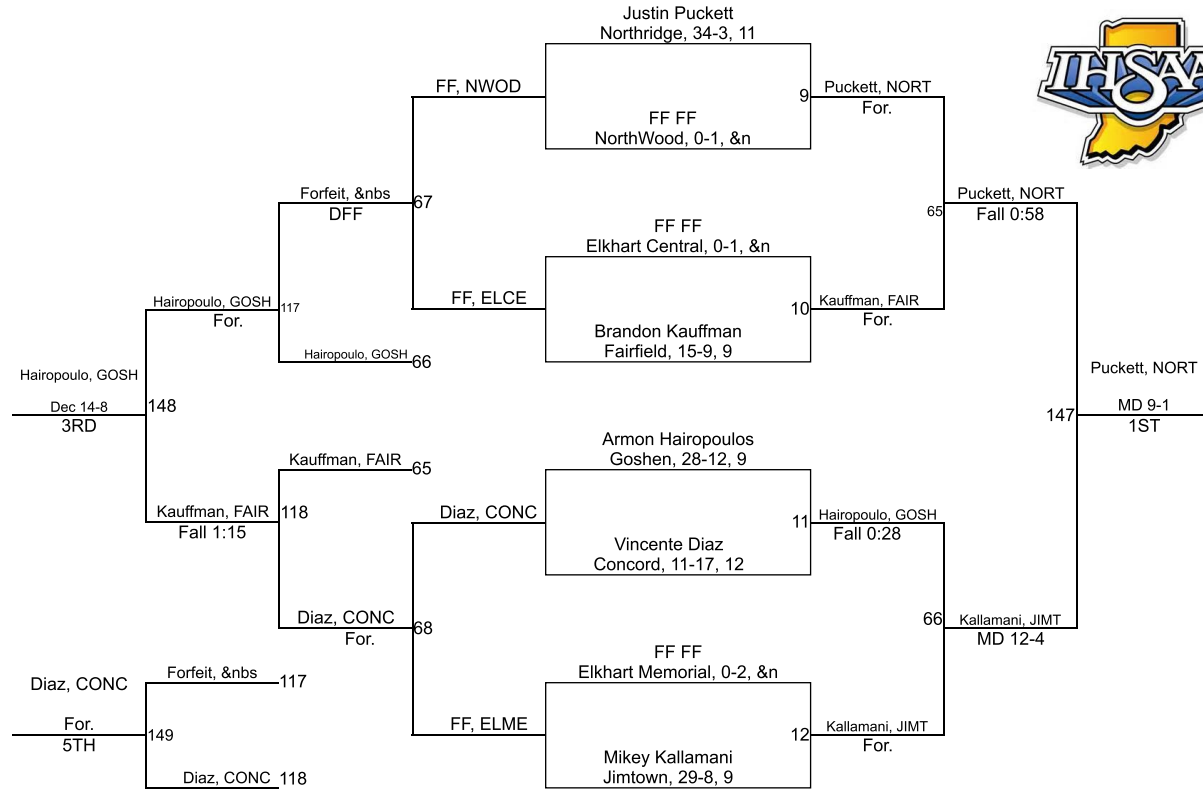 Justin Puckett
Northridge, 34-3, 11
IHSAA
FF, NWOD
9
Puckett, NORT
For.
FF FF
NorthWood, 0-1, &n
Forfeit, &nbs
DFF
67
Puckett, NORT
65
Fall 0:58
FF FF
Elkhart Central, 0-1, &n
Hairopoulo, GOSH
For.
117
FF, ELCE
10
Kauffman, FAIR
For.
Brandon Kauffman
Fairfield, 15-9, 9
Hairopoulo, GOSH
66
Hairopoulo, GOSH
Dec 14-8
3RD
148
Puckett, NORT
147
MD 9-1
1ST
Armon Hairopoulos
Goshen, 28-12, 9
Kauffman, FAIR
65
Kauffman, FAIR
Fall 1:15
118
Diaz, CONC
11
Hairopoulo, GOSH
Fall 0:28
Vincente Diaz
Concord, 11-17, 12
Diaz, CONC
For.
68
66
Kallamani, JIMT
MD 12-4
FF FF
Elkhart Memorial, 0-2, &n
Diaz, CONC
Forfeit, &nbs
117
For.
5TH
149
FF, ELME
12
Kallamani, JIMT
For.
Mikey Kallamani
Jimtown, 29-8, 9
Diaz, CONC
118